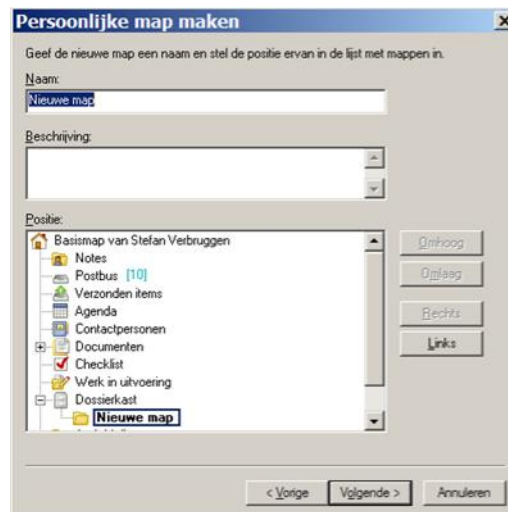 Persoonlijke map maken
Geef de nieuwe map een naam en stel de positie ervan in de lijst met mappen in.
Naam:
Nieuwe map
Beschrijving:
Positie:
Basismap van Stefan Verbruggen
Notes
Postbus [10]
Verzonden items
Agenda
Contactpersonen
Documenten
Checklist
Werk in uitvoering
Dossierkast
Nieuwe map
Omhoog
Omlaag
Rechts
Links
< Vorige
Volgende >
Annuleren